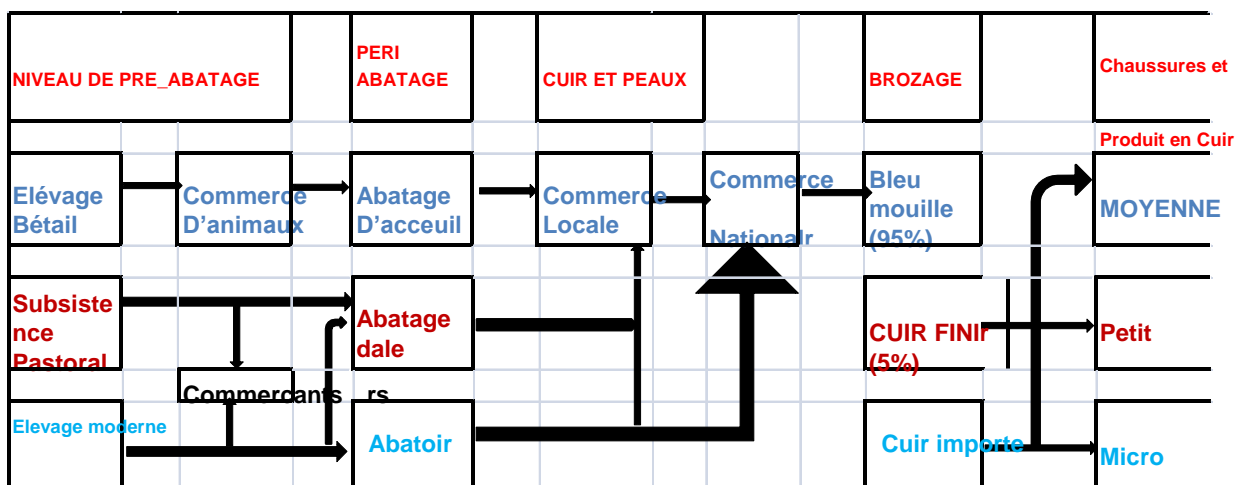 NIVEAU DE PRE_ABATAGE
PERI
ABATAGE
CUIR ET PEAUX
BROZAGE
Chaussures et
Produit en Cuir
Elévage
Bétail
Commerce
D’animaux
Abatage
D’acceuil
Commerce
Locale
Commerce
Nationalr
Bleu
mouille
(95%)
MOYENNE
Subsiste
nce
Pastoral
Abatage
dale
CUIR FINIr
(5%)
Petit
Commercants rs
Elevage moderne
Abatoir
Cuir importe
Micro